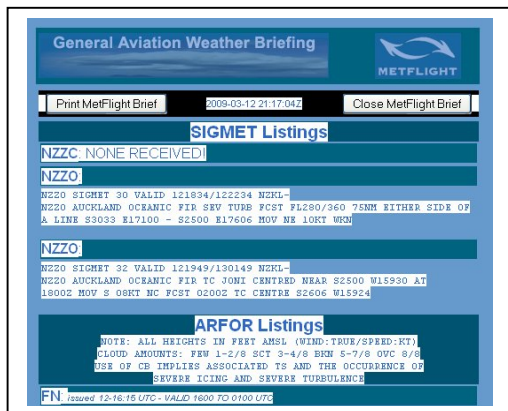 General Aviation Weather Briefing
METFLIGHT
Print MetFlight Brief 2009-03-12 21:17:04Z Close MetFlight Brief
SIGMET Listings
NZZC: NONE RECEIVED!
NZZO:
NZZO SIGMET 30 VALID 121834/122234 NZKL-
NZZO AUCKLAND OCEANIC FIR SEV TURB FCST FL280/360 75NM EITHER SIDE OF
A LINE S3033 E17100 - S2500 E17606 MOV NE 10KT WKN
NZZO:
NZZO SIGMET 32 VALID 121949/130149 NZKL-
NZZO AUCKLAND OCEANIC FIR TC JONI CENTRED NEAR S2500 W15930 AT
1800Z MOV S 08KT NC FCST 0200Z TC CENTRE S2606 W15924
ARFOR Listings
NOTE: ALL HEIGHTS IN FEET AMSL (WIND:TRUE/SPEED:KT)
CLOUD AMOUNTS: FEW 1-2/8 SCT 3-4/8 BKN 5-7/8 OVC 8/8
USE OF CB IMPLIES ASSOCIATED TS AND THE OCCURRENCE OF
SEVERE ICING AND SEVERE TURBULENCE
FN: issued 12-16:15 UTC - VALID 1600 TO 0100 UTC